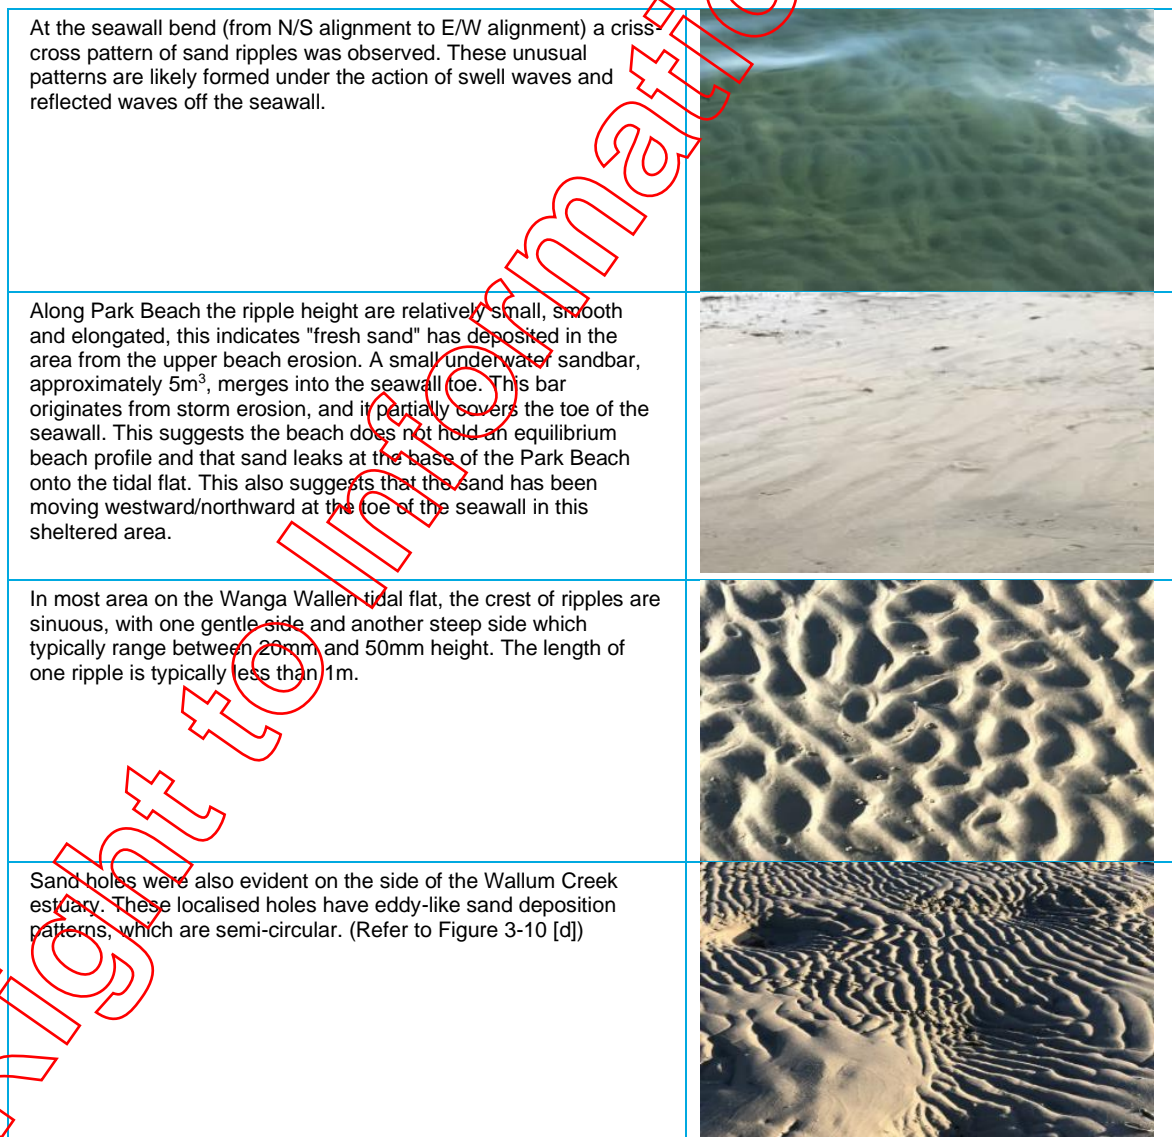 At the seawall bend (from N/S alignment to E/W alignment) a criss-
cross pattern of sand ripples was observed. These unusual
patterns are likely formed under the action of swell waves and
reflected waves off the seawall.
Along Park Beach the ripple height are relatively small, smooth
and elongated, this indicates "fresh sand" has deposited in the
area from the upper beach erosion. A small underwater sandbar,
approximately 5m³, merges into the seawall toe. This bar
originates from storm erosion, and it partially covers the toe of the
seawall. This suggests the beach does not hold an equilibrium
beach profile and that sand leaks at the base of the Park Beach
onto the tidal flat. This also suggests that the sand has been
moving westward/northward at the toe of the seawall in this
sheltered area.
In most area on the Wanga Wallen tidal flat, the crest of ripples are
sinuous, with one gentle side and another steep side which
typically range between 20mm and 50mm height. The length of
one ripple is typically less than 1m.
Sand holes were also evident on the side of the Wallum Creek
estuary. These localised holes have eddy-like sand deposition
patterns, which are semi-circular. (Refer to Figure 3-10 [d])
Right to Informatio